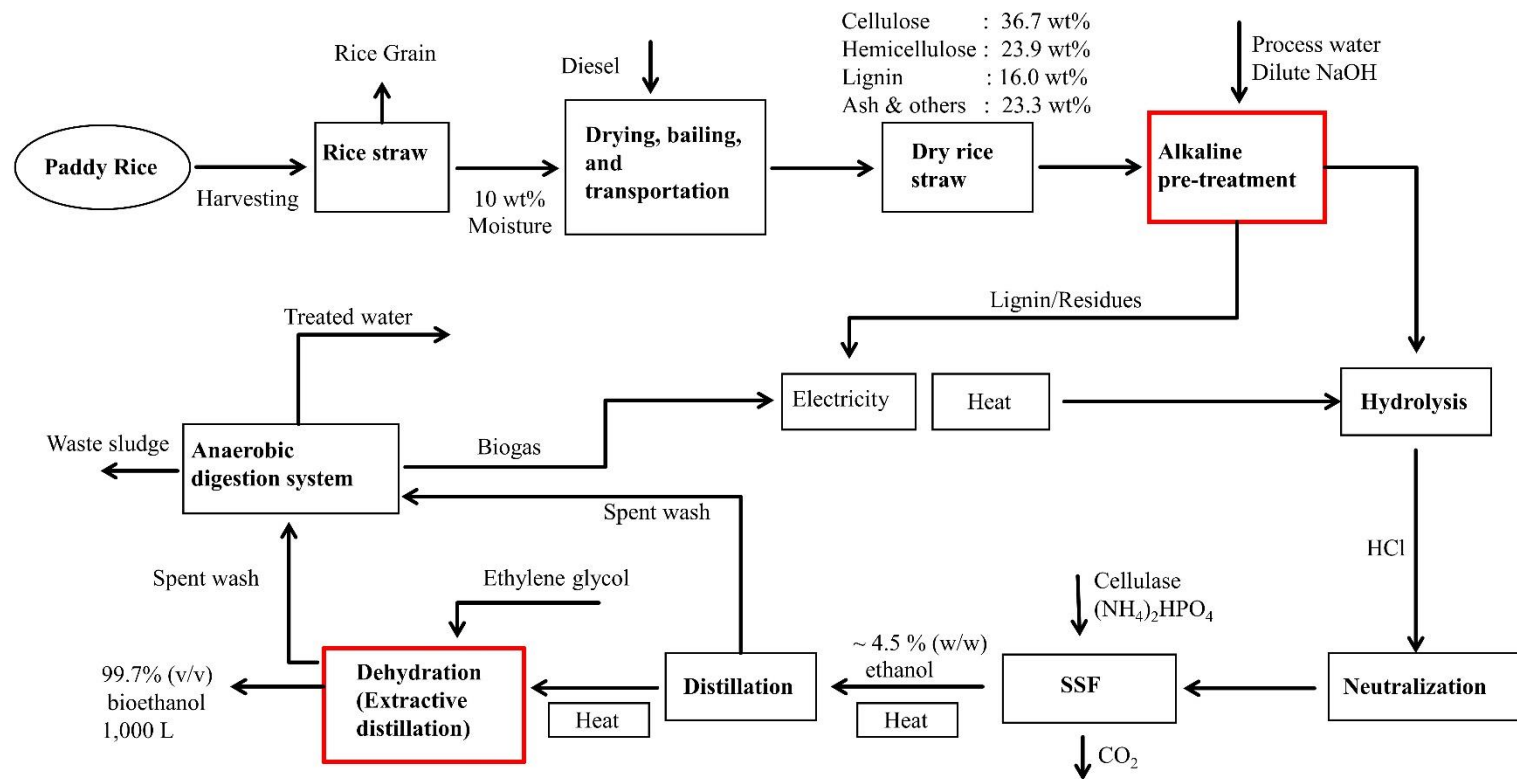 Cellulose : 36.7 wt%
Hemicellulose : 23.9 wt%
Lignin : 16.0 wt%
Ash & others : 23.3 wt%
Rice Grain
Diesel
Process water
Dilute NaOH
Paddy Rice
Harvesting
Rice straw
10 wt%
Moisture
Drying, bailing,
and
transportation
Dry rice
straw
Alkaline
pre-treatment
Lignin/Residues
Treated water
Electricity
Heat
Hydrolysis
Waste sludge
Anaerobic
digestion system
Biogas
Spent wash
HCl
Spent wash
Ethylene glycol
Cellulase
(NH₄)₂HPO₄
99.7% (v/v)
bioethanol
1,000 L
Dehydration
(Extractive
distillation)
Heat
Distillation
~ 4.5 % (w/w)
ethanol
Heat
SSF
Neutralization
CO₂